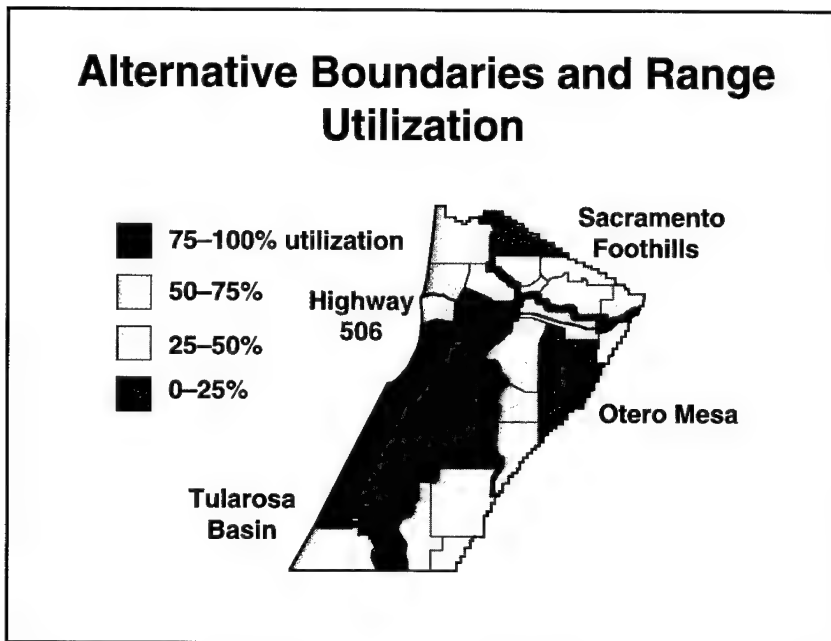 Alternative Boundaries and Range
Utilization
75–100% utilization
50–75%
25–50%
0–25%
Sacramento
Foothills
Highway
506
Otero Mesa
Tularosa
Basin